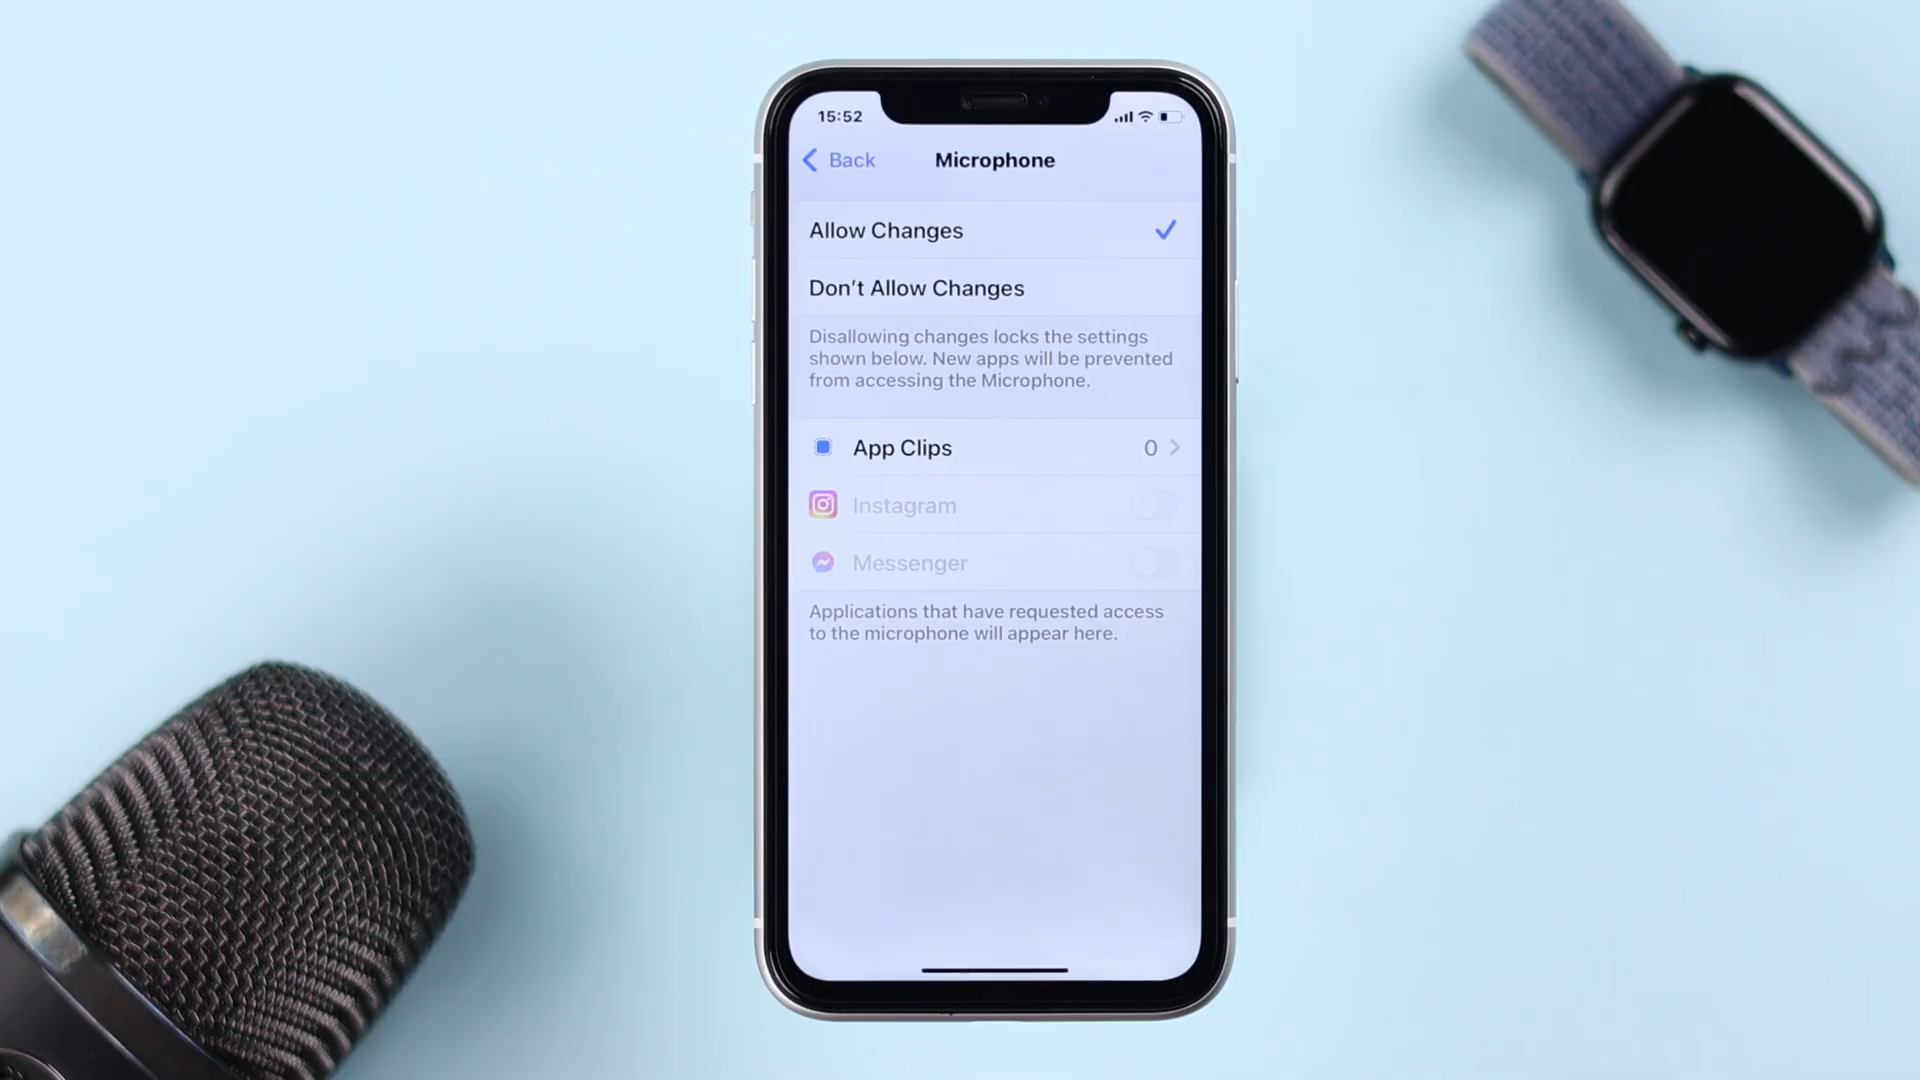 15:52
Back
Microphone
Allow Changes
Don't Allow Changes
Disallowing changes locks the settings
shown below. New apps will be prevented
from accessing the Microphone.
App Clips 0
Instagram
Messenger
Applications that have requested access
to the microphone will appear here.